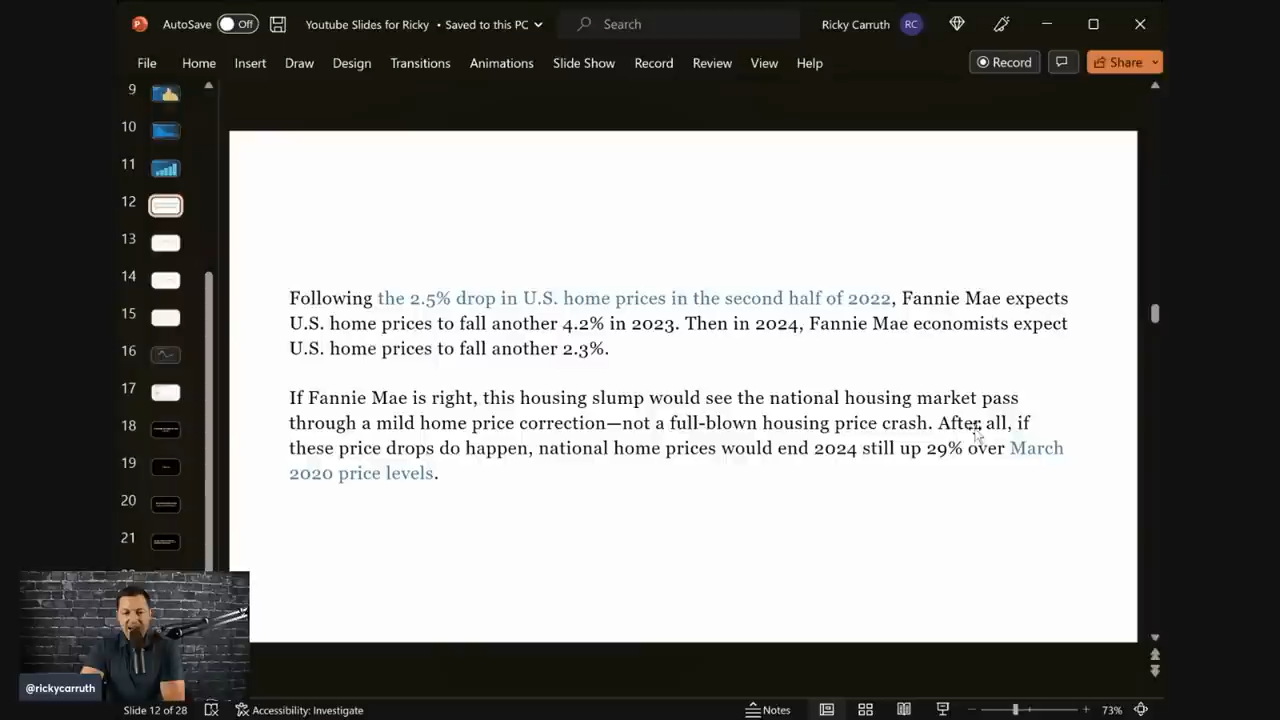 AutoSave Off Youtube Slides for Ricky • Saved to this PC Search Ricky Carruth RC
File Home Insert Draw Design Transitions Animations Slide Show Record Review View Help Record Share
9
10
11
12
13
14
15
16
17
18
19
20
21
Following the 2.5% drop in U.S. home prices in the second half of 2022, Fannie Mae expects
U.S. home prices to fall another 4.2% in 2023. Then in 2024, Fannie Mae economists expect
U.S. home prices to fall another 2.3%.
If Fannie Mae is right, this housing slump would see the national housing market pass
through a mild home price correction—not a full-blown housing price crash. After all, if
these price drops do happen, national home prices would end 2024 still up 29% over March
2020 price levels.
@rickycarruth
Slide 12 of 28 Accessibility: Investigate Notes 73%